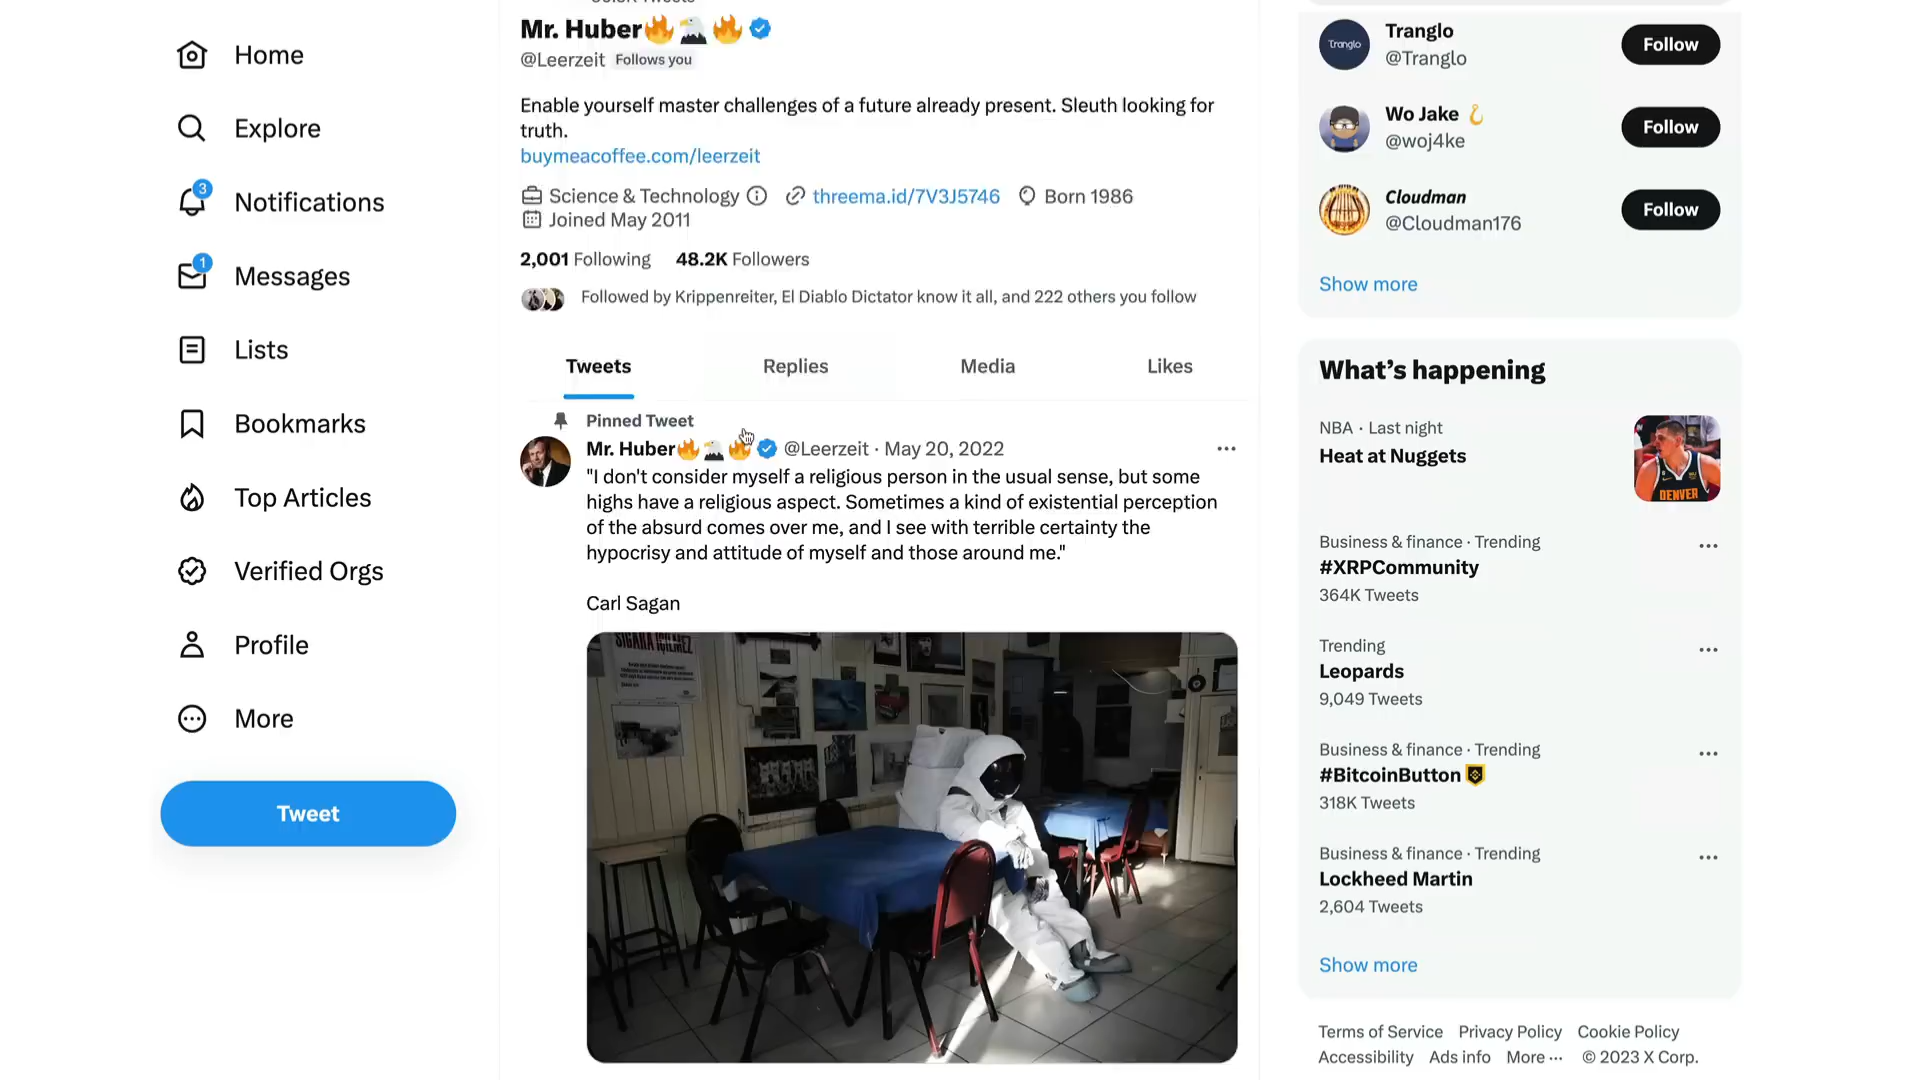 Home
Explore
3
Notifications
1
Messages
Lists
Bookmarks
Top Articles
Verified Orgs
Profile
More
Tweet
Mr. Huber🔥🦅🔥
@Leerzeit Follows you
Enable yourself master challenges of a future already present. Sleuth looking for
truth.
buymeacoffee.com/leerzeit
Science & Technology threema.id/7V3J5746 Born 1986
Joined May 2011
2,001 Following 48.2K Followers
Followed by Krippenreiter, El Diablo Dictator know it all, and 222 others you follow
Tweets Replies Media Likes
Pinned Tweet
Mr. Huber🔥🦅🔥 @Leerzeit · May 20, 2022
"I don't consider myself a religious person in the usual sense, but some
highs have a religious aspect. Sometimes a kind of existential perception
of the absurd comes over me, and I see with terrible certainty the
hypocrisy and attitude of myself and those around me."
Carl Sagan
SIGARA İÇİLMEZ
Tranglo
Tranglo
@Tranglo
Follow
Wo Jake 🪝
@woj4ke
Follow
Cloudman
@Cloudman176
Follow
Show more
What's happening
NBA · Last night
Heat at Nuggets
DENVER
Business & finance · Trending
#XRPCommunity
364K Tweets
Trending
Leopards
9,049 Tweets
Business & finance · Trending
#BitcoinButton
318K Tweets
Business & finance · Trending
Lockheed Martin
2,604 Tweets
Show more
Terms of Service Privacy Policy Cookie Policy
Accessibility Ads info More ··· © 2023 X Corp.